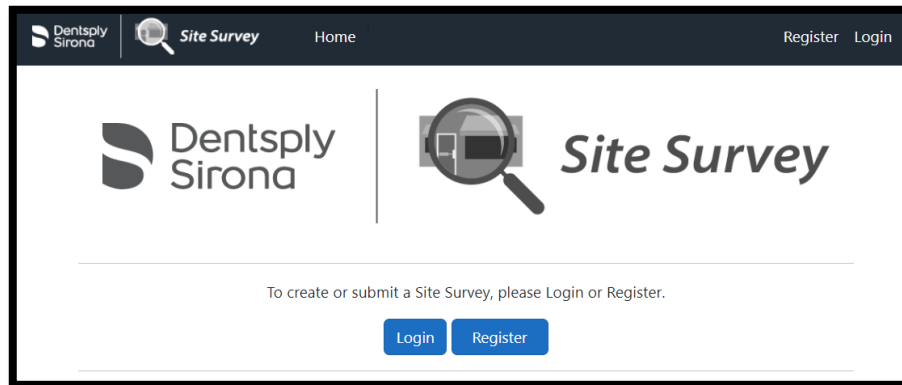 Dentsply
Sirona
Site Survey
Home
Register
Login
Dentsply
Sirona
Site Survey
To create or submit a Site Survey, please Login or Register.
Login
Register